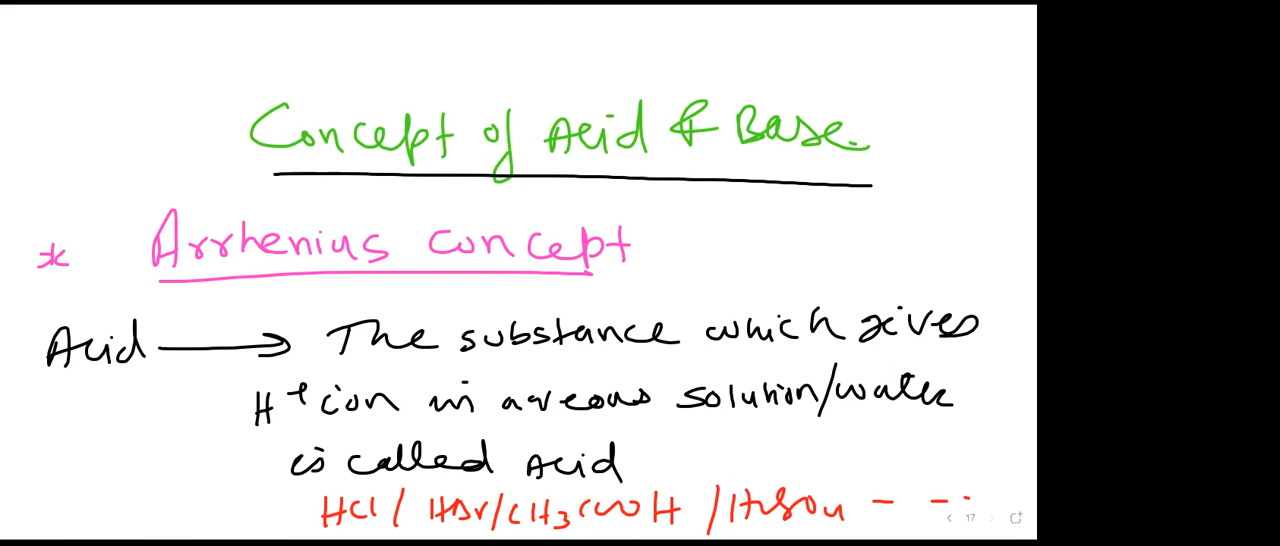 Concept of Acid & Base.
* Arrhenius concept
Acid → The substance which gives
H+ ion in aqueous solution/water
is called Acid
HCl / HBr/CH3COOH /H2SO4 - - .
< 17 >